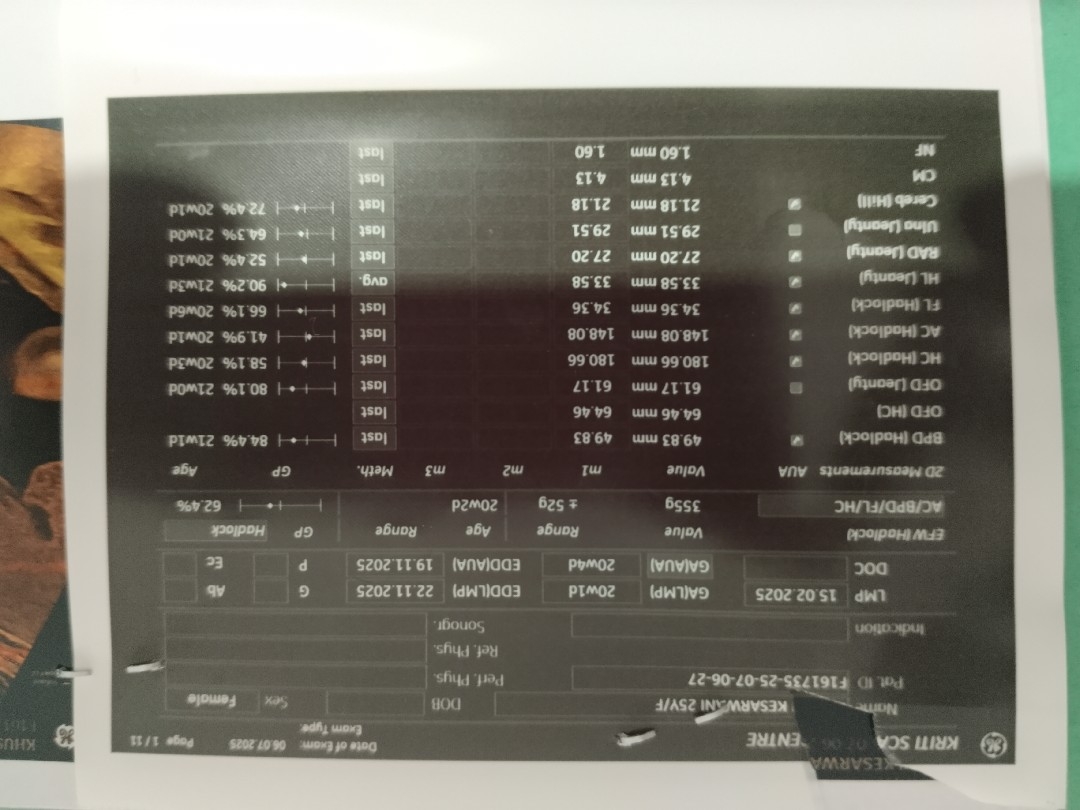 KESARWA
KRITI SCA ENTRE
Date of Exam: 06.07.2025 Page 1 / 11
Exam Type:
Name KESARWANI 25Y/F DOB Sex Female
Pat. ID F161735-25-07-06-27 Perf. Phys.
Ref. Phys.
Indication Sonogr.
LMP 15.02.2025 GA(LMP) 20w1d EDD(LMP) 22.11.2025 G Ab
DOC GA(AUA) 20w4d EDD(AUA) 19.11.2025 P Ec
EFW(Hadlock) Value Range Age Range GP Hadlock
AC/BPD/FL/HC 355g ± 52g 20w2d 62.4%
2D Measurements AUA Value m1 m2 m3 Meth. GP Age
BPD (Hadlock) 49.83 mm 49.83 last 84.4% 21w1d
OFD (HC) 64.46 mm 64.46 last
OFD (Jeanty) 61.17 mm 61.17 last 80.1% 21w0d
HC (Hadlock) 180.66 mm 180.66 last 58.1% 20w3d
AC (Hadlock) 148.08 mm 148.08 last 41.9% 20w1d
FL (Hadlock) 34.36 mm 34.36 last 66.1% 20w6d
HL (Jeanty) 33.58 mm 33.58 avg. 90.2% 21w3d
RAD (Jeanty) 27.20 mm 27.20 last 52.4% 20w1d
Ulna (Jeanty) 29.51 mm 29.51 last 64.3% 21w0d
Cereb (Hill) 21.18 mm 21.18 last 72.4% 20w1d
CM 4.13 mm 4.13 last
NF 1.60 mm 1.60 last
KHUS
F161